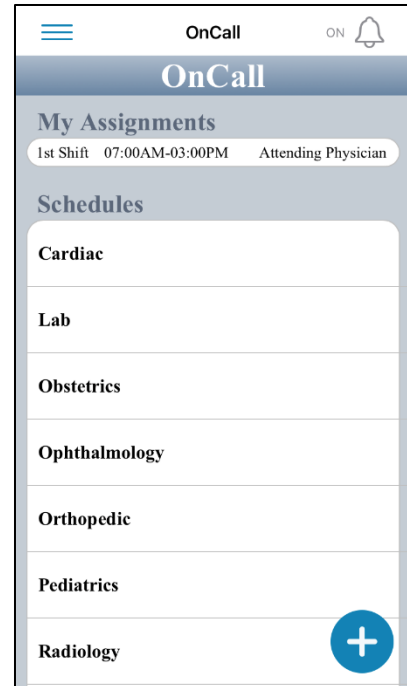 OnCall ON
OnCall
My Assignments
1st Shift 07:00AM-03:00PM Attending Physician
Schedules
Cardiac
Lab
Obstetrics
Ophthalmology
Orthopedic
Pediatrics
Radiology